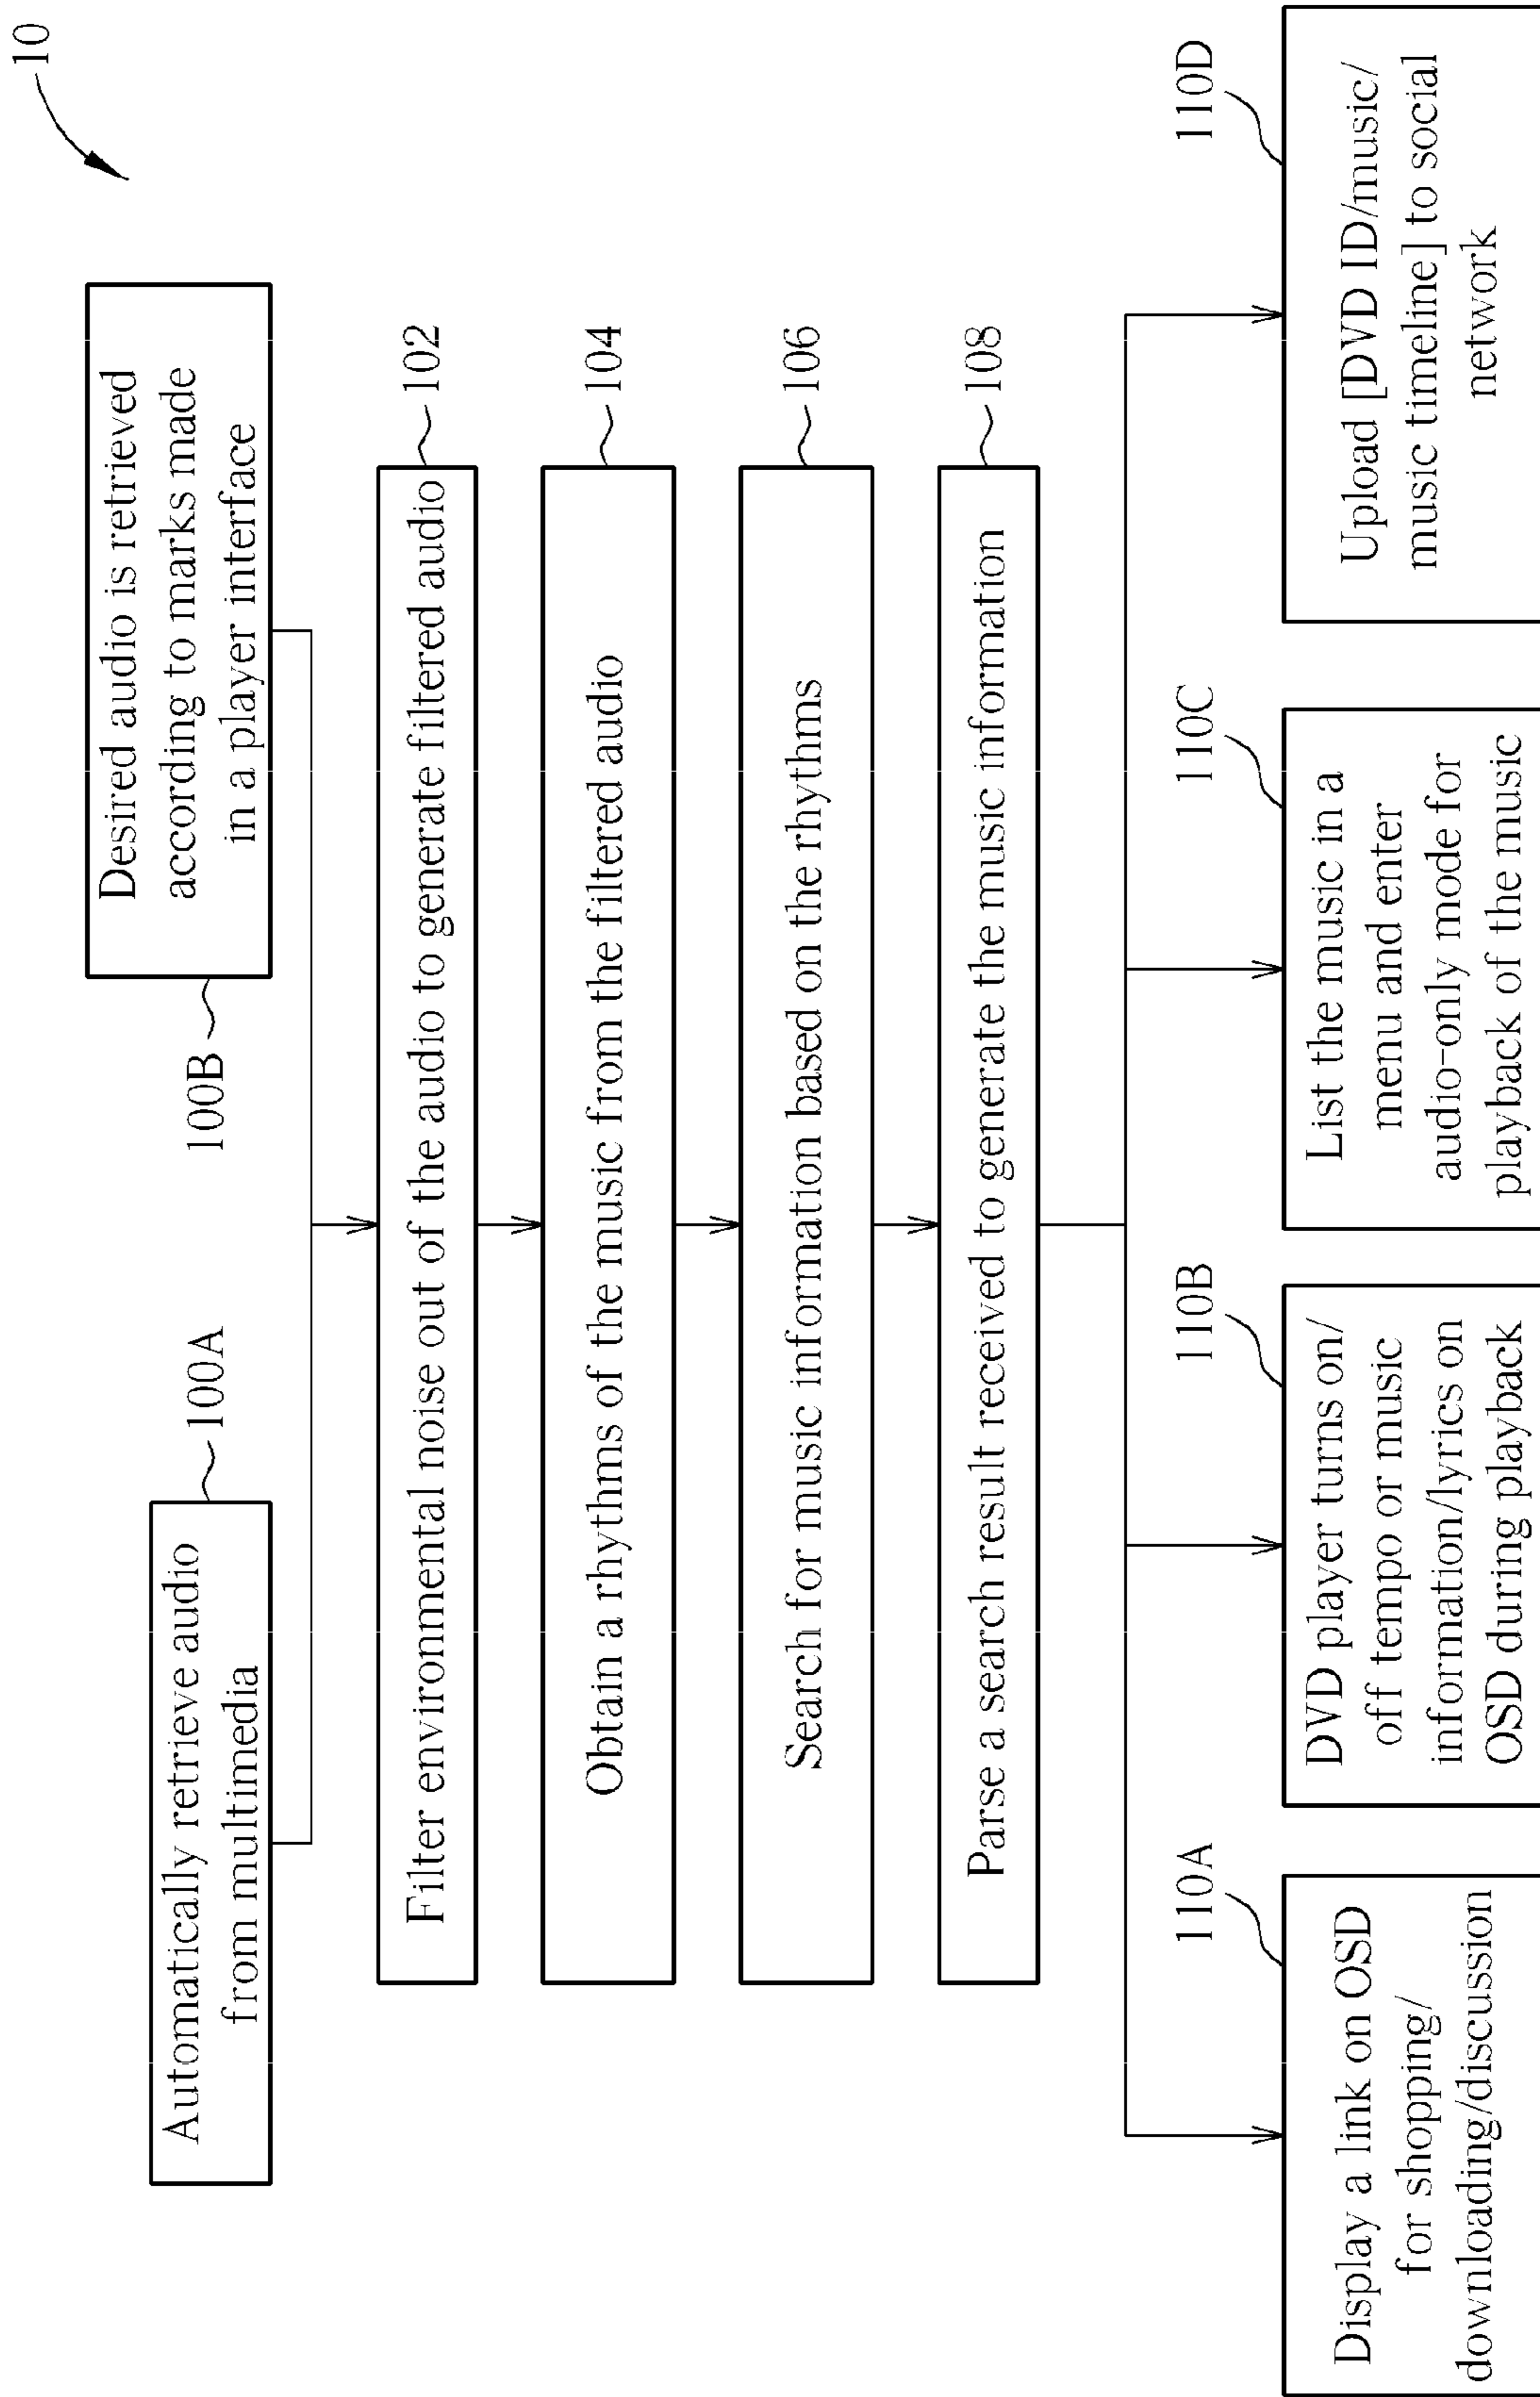 10
Automatically retrieve audio
from multimedia
100A
Desired audio is retrieved
according to marks made
in a player interface
100B
Filter environmental noise out of the audio to generate filtered audio
102
Obtain a rhythms of the music from the filtered audio
104
Search for music information based on the rhythms
106
Parse a search result received to generate the music information
108
110A
Display a link on OSD
for shopping/
downloading/discussion
110B
DVD player turns on/
off tempo or music
information/lyrics on
OSD during playback
110C
List the music in a
menu and enter
audio-only mode for
playback of the music
110D
Upload [DVD ID/music/
music timeline] to social
network